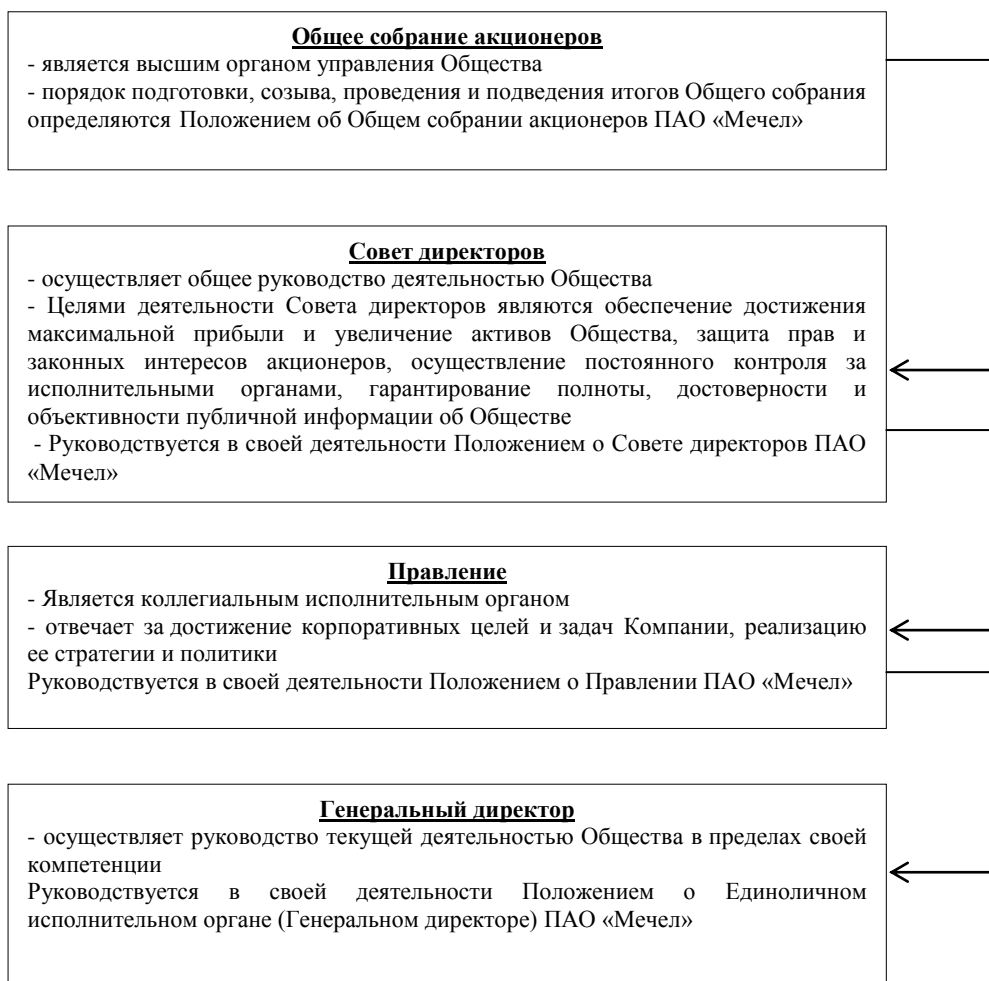 Общее собрание акционеров
- является высшим органом управления Общества
- порядок подготовки, созыва, проведения и подведения итогов Общего собрания
определяются Положением об Общем собрании акционеров ПАО «Мечел»
Совет директоров
- осуществляет общее руководство деятельностью Общества
- Целями деятельности Совета директоров являются обеспечение достижения
максимальной прибыли и увеличение активов Общества, защита прав и
законных интересов акционеров, осуществление постоянного контроля за
исполнительными органами, гарантирование полноты, достоверности и
объективности публичной информации об Обществе
- Руководствуется в своей деятельности Положением о Совете директоров ПАО
«Мечел»
Правление
- Является коллегиальным исполнительным органом
- отвечает за достижение корпоративных целей и задач Компании, реализацию
ее стратегии и политики
Руководствуется в своей деятельности Положением о Правлении ПАО «Мечел»
Генеральный директор
- осуществляет руководство текущей деятельностью Общества в пределах своей
компетенции
Руководствуется в своей деятельности Положением о Единоличном
исполнительном органе (Генеральном директоре) ПАО «Мечел»